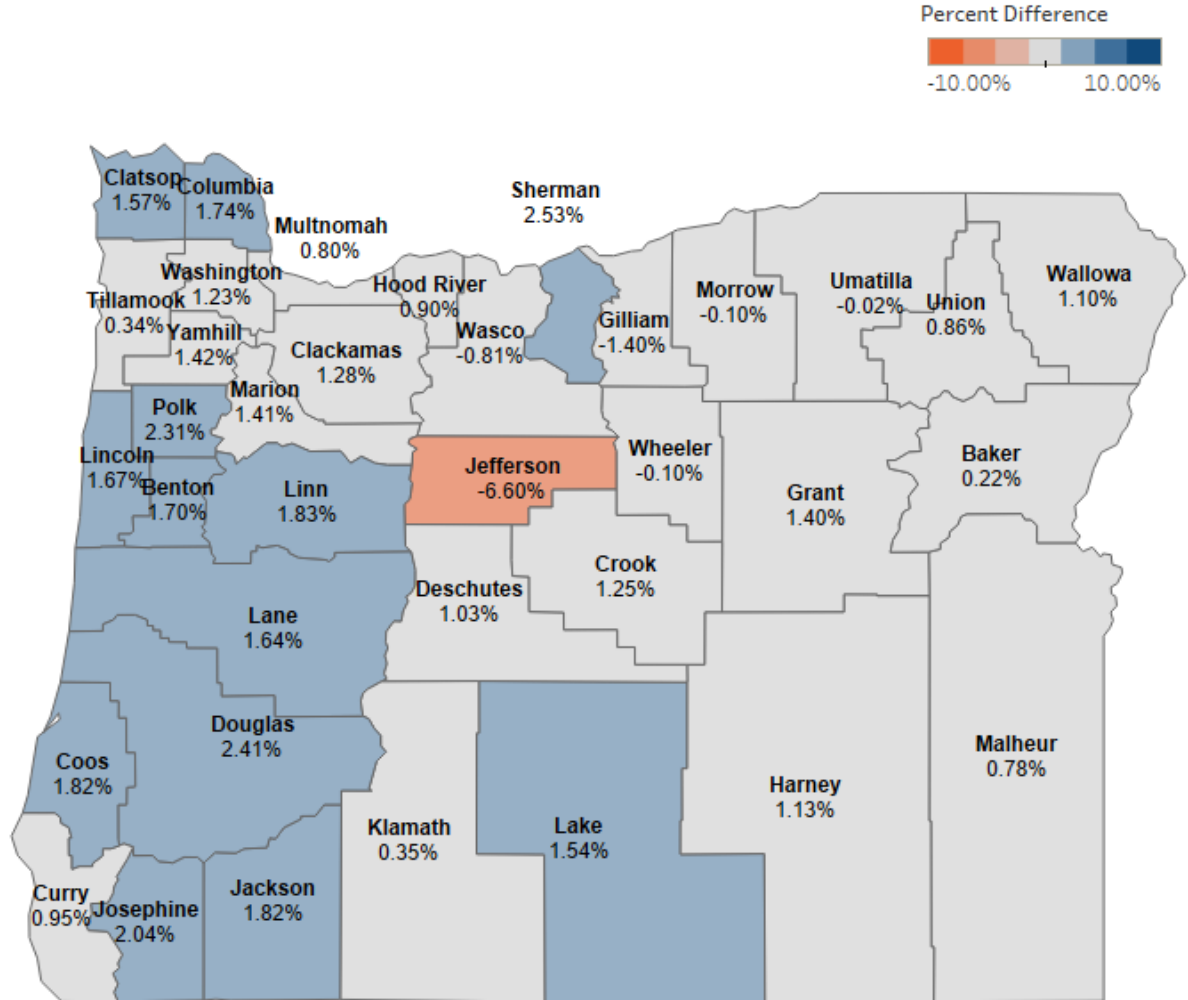 Percent Difference
-10.00% 10.00%
Clatsop
1.57%
Columbia
1.74%
Multnomah
0.80%
Sherman
2.53%
Washington
1.23%
Tillamook
0.34%
Yamhill
1.42%
Hood River
0.90%
Wasco
-0.81%
Gilliam
-1.40%
Morrow
-0.10%
Umatilla
-0.02%
Union
0.86%
Wallowa
1.10%
Clackamas
1.28%
Marion
1.41%
Polk
2.31%
Lincoln
1.67%
Benton
1.70%
Linn
1.83%
Jefferson
-6.60%
Wheeler
-0.10%
Grant
1.40%
Baker
0.22%
Crook
1.25%
Deschutes
1.03%
Lane
1.64%
Douglas
2.41%
Coos
1.82%
Klamath
0.35%
Lake
1.54%
Harney
1.13%
Malheur
0.78%
Curry
0.95%
Josephine
2.04%
Jackson
1.82%